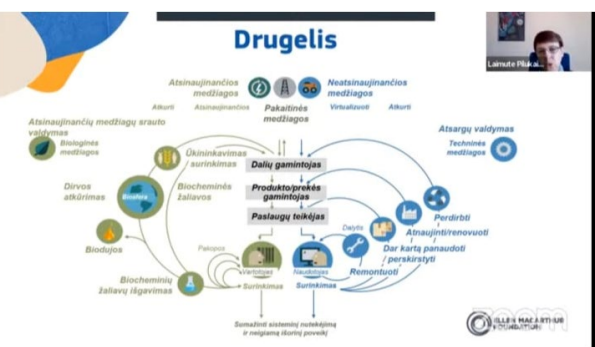 Drugelis
Laimute Pilukai...
Atsinaujinančios
medžiagos
Neatsinaujinančios
medžiagos
Atkurti
Atsinaujinančios
Pakaitinės
medžiagos
Virtualizuoti
Atkurti
Atsinaujinančių medžiagų srauto
valdymas
Biologinės
medžiagos
Atsargų valdymas
Techninės
medžiagos
Ūkininkavimas
surinkimas
Dalių gamintojas
Dirvos
atkūrimas
Biosfera
Biocheminės
žaliavos
Produkto/prekės
gamintojas
Paslaugų teikėjas
Perdirbti
Atnaujinti/renovuoti
Dar kartą panaudoti
/ perskirstyti
Dalytis
Remontuoti
Biodujos
Pakopos
Vartotojas
Naudotojas
Biocheminių
žaliavų išgavimas
Surinkimas
Surinkimas
Sumažinti sisteminį nutekėjimą
ir neigiamą išorinį poveikį
ELLEN MACARTHUR
FOUNDATION
zoom